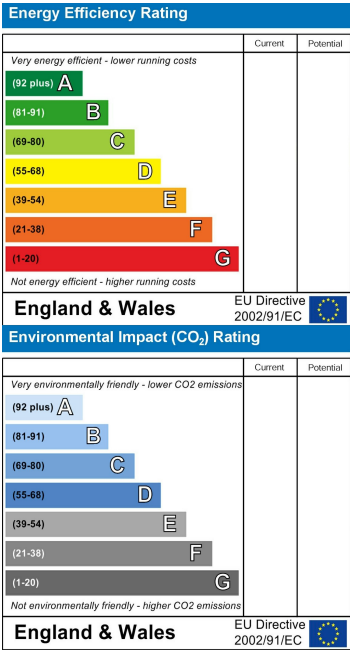 Energy Efficiency Rating
Current Potential
Very energy efficient - lower running costs
(92 plus) A
(81-91) B
(69-80) C
(55-68) D
(39-54) E
(21-38) F
(1-20) G
Not energy efficient - higher running costs
England & Wales
EU Directive
2002/91/EC
Environmental Impact (CO₂) Rating
Current Potential
Very environmentally friendly - lower CO2 emissions
(92 plus) A
(81-91) B
(69-80) C
(55-68) D
(39-54) E
(21-38) F
(1-20) G
Not environmentally friendly - higher CO2 emissions
England & Wales
EU Directive
2002/91/EC